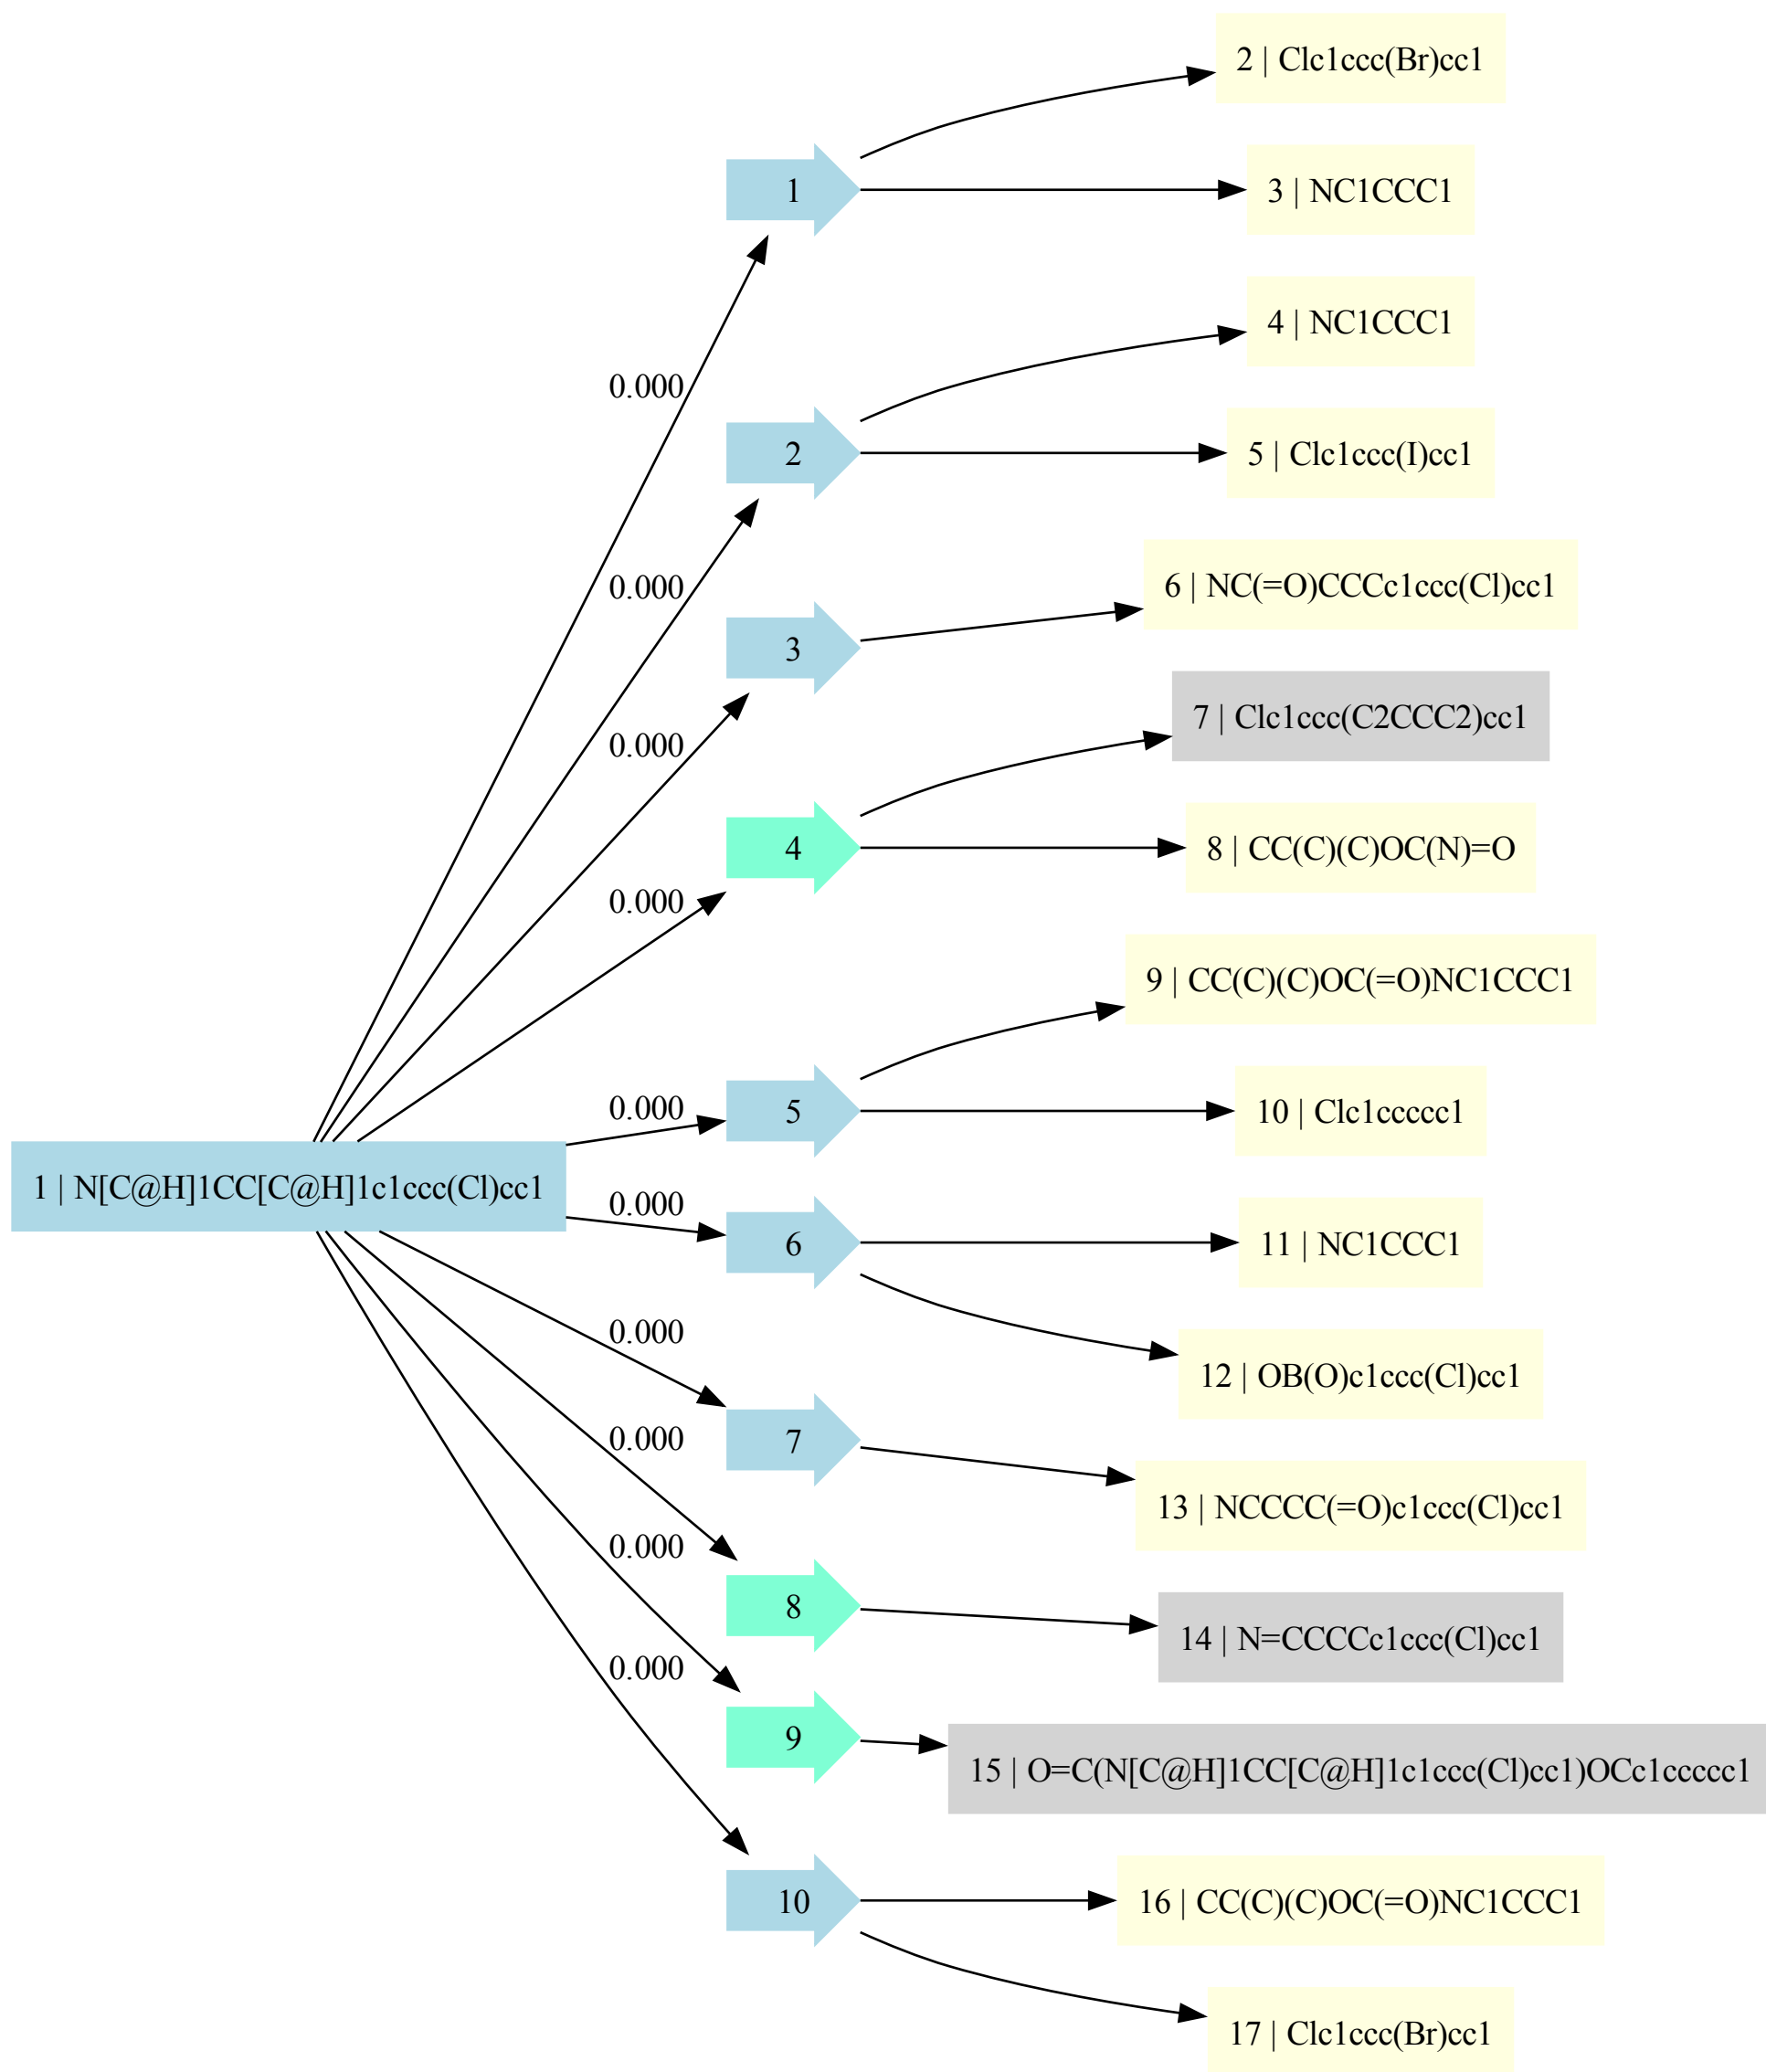 2 | Clc1ccc(Br)cc1
1
3 | NC1CCC1
4 | NC1CCC1
0.000
2
5 | Clc1ccc(I)cc1
0.000
6 | NC(=O)CCCc1ccc(Cl)cc1
3
7 | Clc1ccc(C2CCC2)cc1
0.000
4
8 | CC(C)(C)OC(N)=O
0.000
9 | CC(C)(C)OC(=O)NC1CCC1
0.000
5
10 | Clc1ccccc1
1 | N[C@H]1CC[C@H]1c1ccc(Cl)cc1
0.000
6
11 | NC1CCC1
0.000
12 | OB(O)c1ccc(Cl)cc1
7
0.000
13 | NCCCC(=O)c1ccc(Cl)cc1
0.000
8
14 | N=CCCCc1ccc(Cl)cc1
0.000
9
15 | O=C(N[C@H]1CC[C@H]1c1ccc(Cl)cc1)OCc1ccccc1
10
16 | CC(C)(C)OC(=O)NC1CCC1
17 | Clc1ccc(Br)cc1